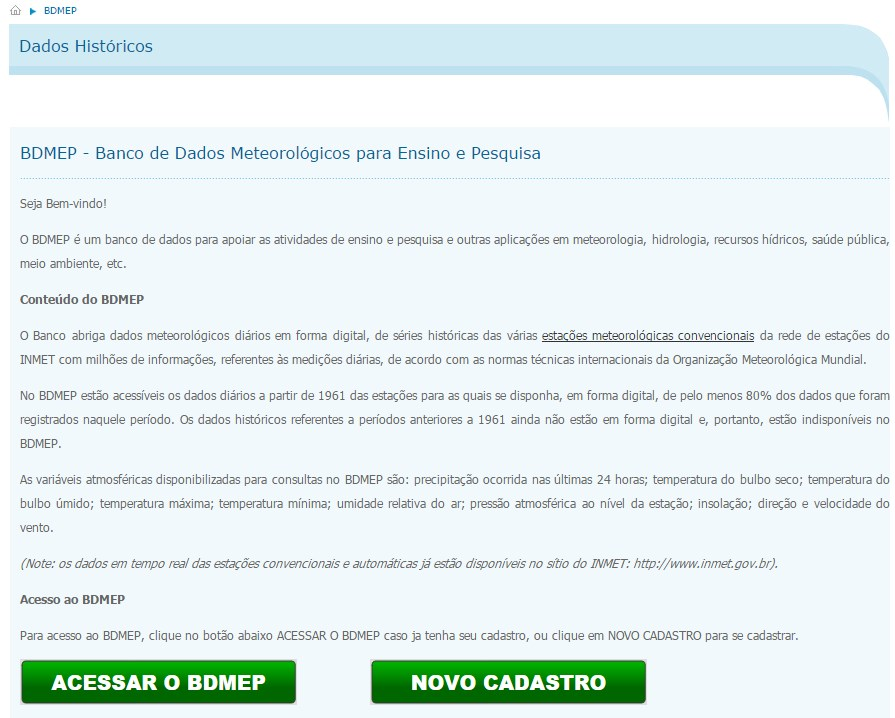 BDMEP
Dados Históricos
BDMEP - Banco de Dados Meteorológicos para Ensino e Pesquisa
Seja Bem-vindo!
O BDMEP é um banco de dados para apoiar as atividades de ensino e pesquisa e outras aplicações em meteorologia, hidrologia, recursos hídricos, saúde pública,
meio ambiente, etc.
Conteúdo do BDMEP
O Banco abriga dados meteorológicos diários em forma digital, de séries históricas das várias estações meteorológicas convencionais da rede de estações do
INMET com milhões de informações, referentes às medições diárias, de acordo com as normas técnicas internacionais da Organização Meteorológica Mundial.
No BDMEP estão acessíveis os dados diários a partir de 1961 das estações para as quais se disponha, em forma digital, de pelo menos 80% dos dados que foram
registrados naquele período. Os dados históricos referentes a períodos anteriores a 1961 ainda não estão em forma digital e, portanto, estão indisponíveis no
BDMEP.
As variáveis atmosféricas disponibilizadas para consultas no BDMEP são: precipitação ocorrida nas últimas 24 horas; temperatura do bulbo seco; temperatura do
bulbo úmido; temperatura máxima; temperatura mínima; umidade relativa do ar; pressão atmosférica ao nível da estação; insolação; direção e velocidade do
vento.
(Note: os dados em tempo real das estações convencionais e automáticas já estão disponíveis no sítio do INMET: http://www.inmet.gov.br).
Acesso ao BDMEP
Para acesso ao BDMEP, clique no botão abaixo ACESSAR O BDMEP caso ja tenha seu cadastro, ou clique em NOVO CADASTRO para se cadastrar.
ACESSAR O BDMEP NOVO CADASTRO